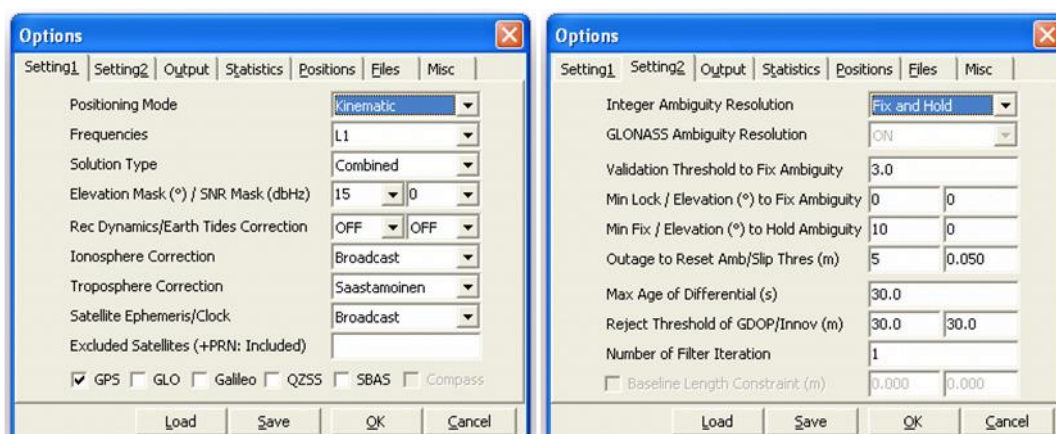 Options
Setting1 Setting2 Output Statistics Positions Files Misc
Positioning Mode Kinematic
Frequencies L1
Solution Type Combined
Elevation Mask (°) / SNR Mask (dbHz) 15 0
Rec Dynamics/Earth Tides Correction OFF OFF
Ionosphere Correction Broadcast
Troposphere Correction Saastamoinen
Satellite Ephemeris/Clock Broadcast
Excluded Satellites (+PRN: Included)
GPS GLO Galileo QZSS SBAS Compass
Load Save OK Cancel
Options
Setting1 Setting2 Output Statistics Positions Files Misc
Integer Ambiguity Resolution Fix and Hold
GLONASS Ambiguity Resolution ON
Validation Threshold to Fix Ambiguity 3.0
Min Lock / Elevation (°) to Fix Ambiguity 0 0
Min Fix / Elevation (°) to Hold Ambiguity 10 0
Outage to Reset Amb/Slip Thres (m) 5 0.050
Max Age of Differential (s) 30.0
Reject Threshold of GDOP/Innov (m) 30.0 30.0
Number of Filter Iteration 1
Baseline Length Constraint (m) 0.000 0.000
Load Save OK Cancel